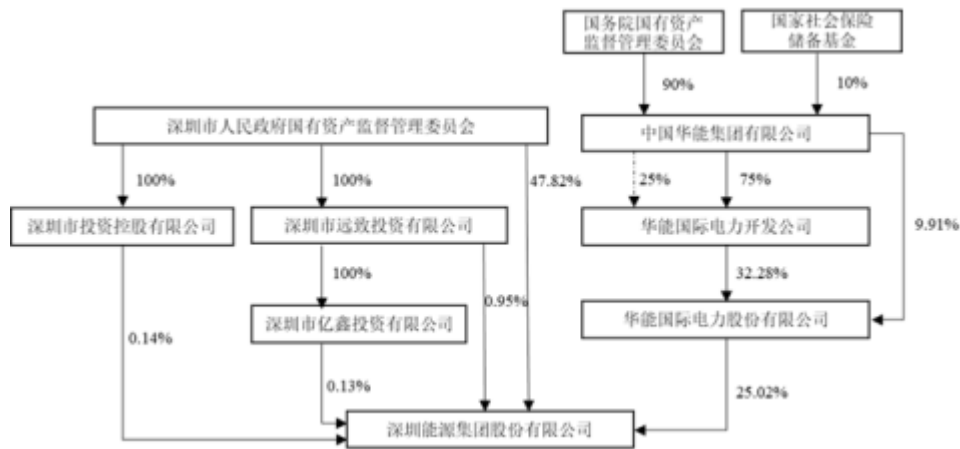 国务院国有资产
监督管理委员会
国家社会保险
储备基金
90%
10%
深圳市人民政府国有资产监督管理委员会
中国华能集团有限公司
100%
100%
47.82%
25%
75%
9.91%
深圳市投资控股有限公司
深圳市远致投资有限公司
华能国际电力开发公司
100%
0.95%
32.28%
深圳市亿鑫投资有限公司
华能国际电力股份有限公司
0.14%
0.13%
25.02%
深圳能源集团股份有限公司